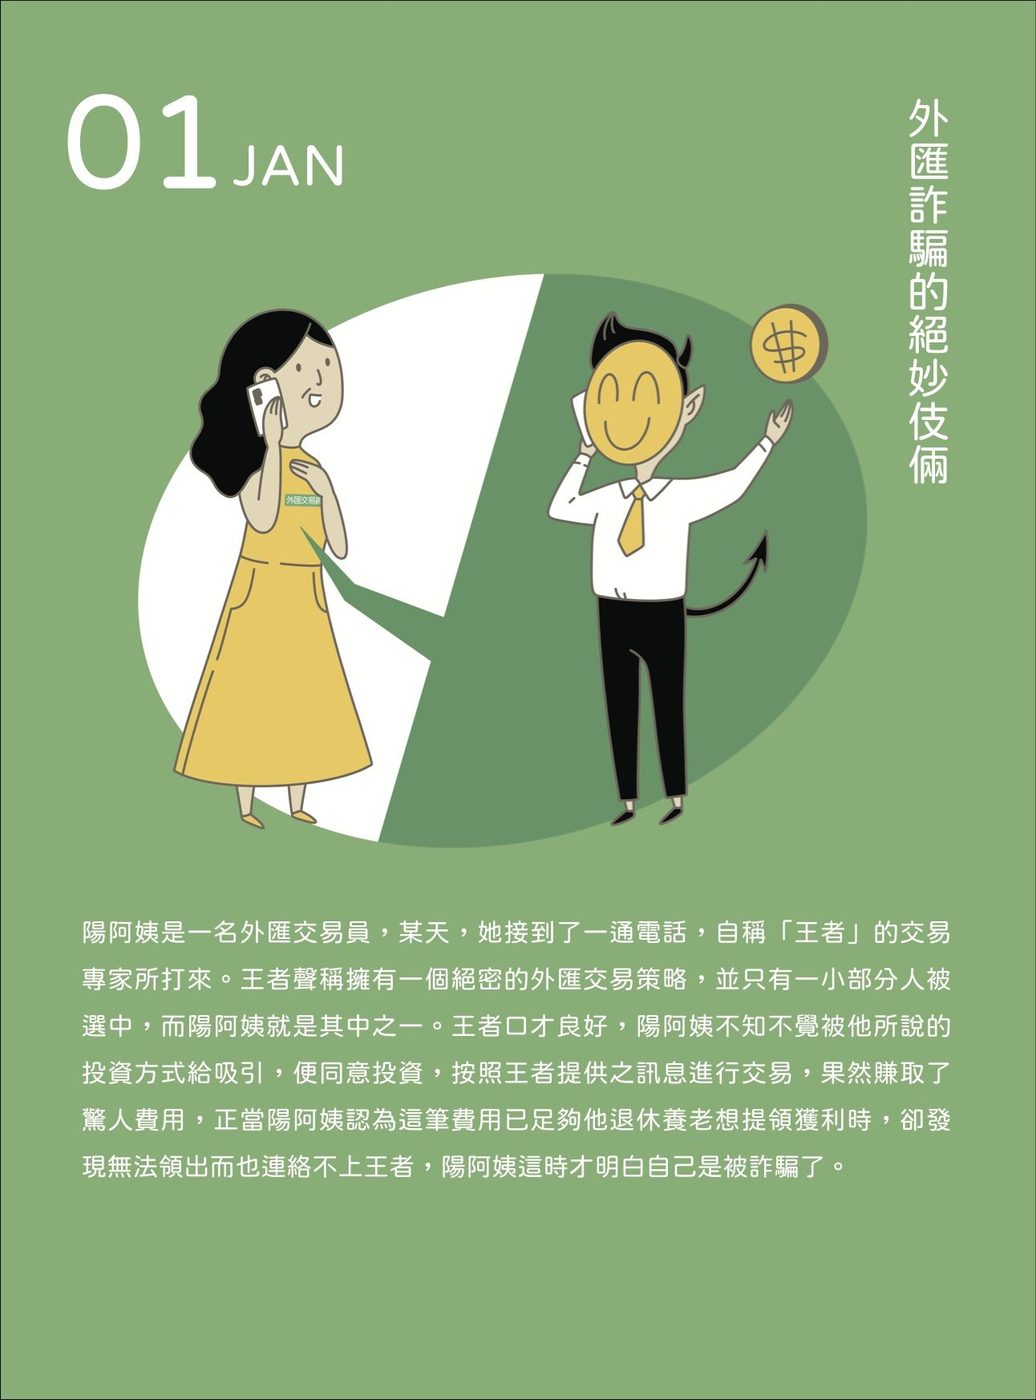 01 JAN
外匯詐騙的絕妙伎倆
外匯交易員
陽阿姨是一名外匯交易員，某天，她接到了一通電話，自稱「王者」的交易
專家所打來。王者聲稱擁有一個絕密的外匯交易策略，並只有一小部分人被
選中，而陽阿姨就是其中之一。王者口才良好，陽阿姨不知不覺被他所說的
投資方式給吸引，便同意投資，按照王者提供之訊息進行交易，果然賺取了
驚人費用，正當陽阿姨認為這筆費用已足夠他退休養老想提領獲利時，卻發
現無法領出而也連絡不上王者，陽阿姨這時才明白自己是被詐騙了。